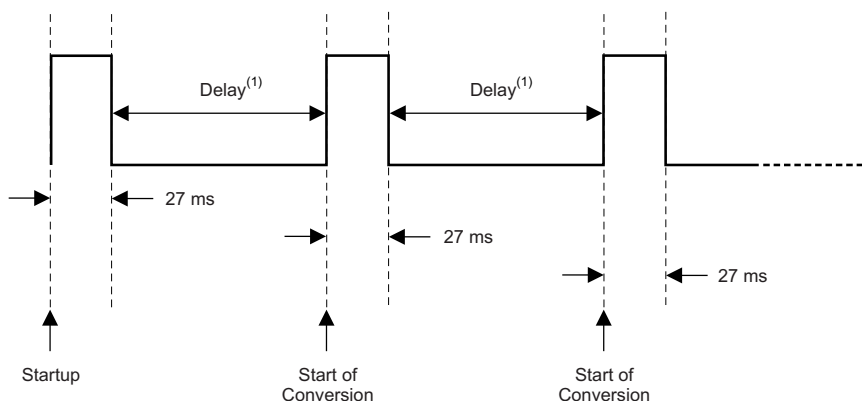 Delay(1)
Delay(1)
27 ms
27 ms
27 ms
Startup
Start of
Conversion
Start of
Conversion